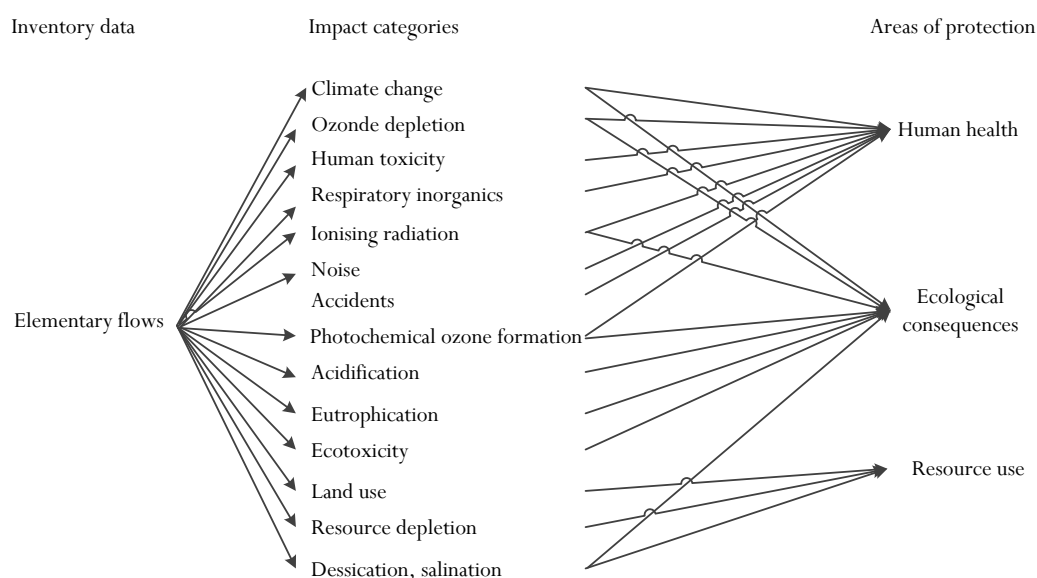 Inventory data
Impact categories
Areas of protection
Climate change
Ozonde depletion
Human toxicity
Respiratory inorganics
Ionising radiation
Noise
Accidents
Photochemical ozone formation
Acidification
Eutrophication
Ecotoxicity
Land use
Resource depletion
Dessication, salination
Elementary flows
Human health
Ecological
consequences
Resource use